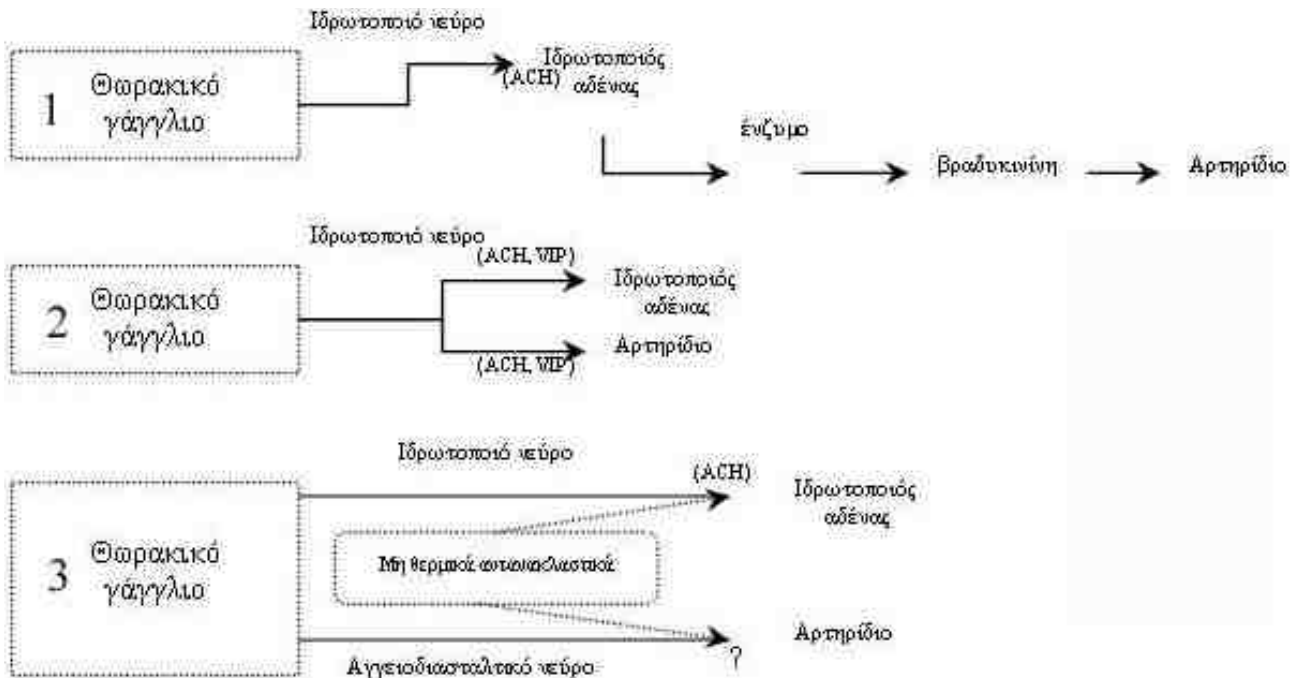 Ιδρωτοποιό νεύρο
1 Θωρακικό γάγγλιο
(ACH)
Ιδρωτοποιός αδένας
ένζυμο
βραδυκινίνη
Αρτηρίδιο
Ιδρωτοποιό νεύρο
2 Θωρακικό γάγγλιο
(ACH, VIP)
Ιδρωτοποιός αδένας
(ACH, VIP)
Αρτηρίδιο
Ιδρωτοποιό νεύρο
(ACH)
Ιδρωτοποιός αδένας
3 Θωρακικό γάγγλιο
Μη θερμικά αντανακλαστικά
Αρτηρίδιο
?
Αγγειοδιασταλτικό νεύρο